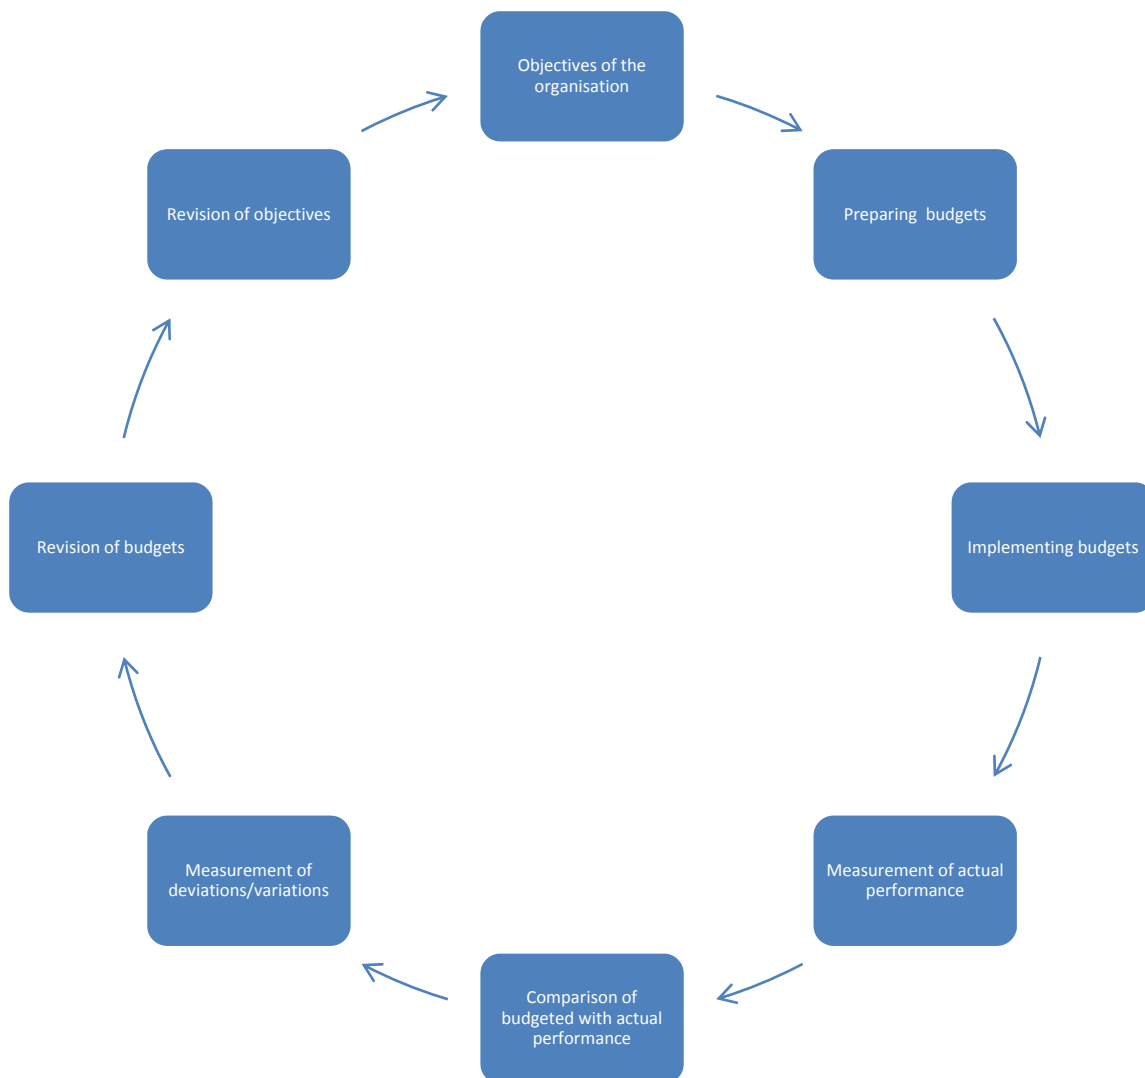 Objectives of the
organisation
Preparing  budgets
Implementing budgets
Measurement of actual
performance
Comparison of
budgeted with actual
performance
Measurement of
deviations/variations
Revision of budgets
Revision of objectives